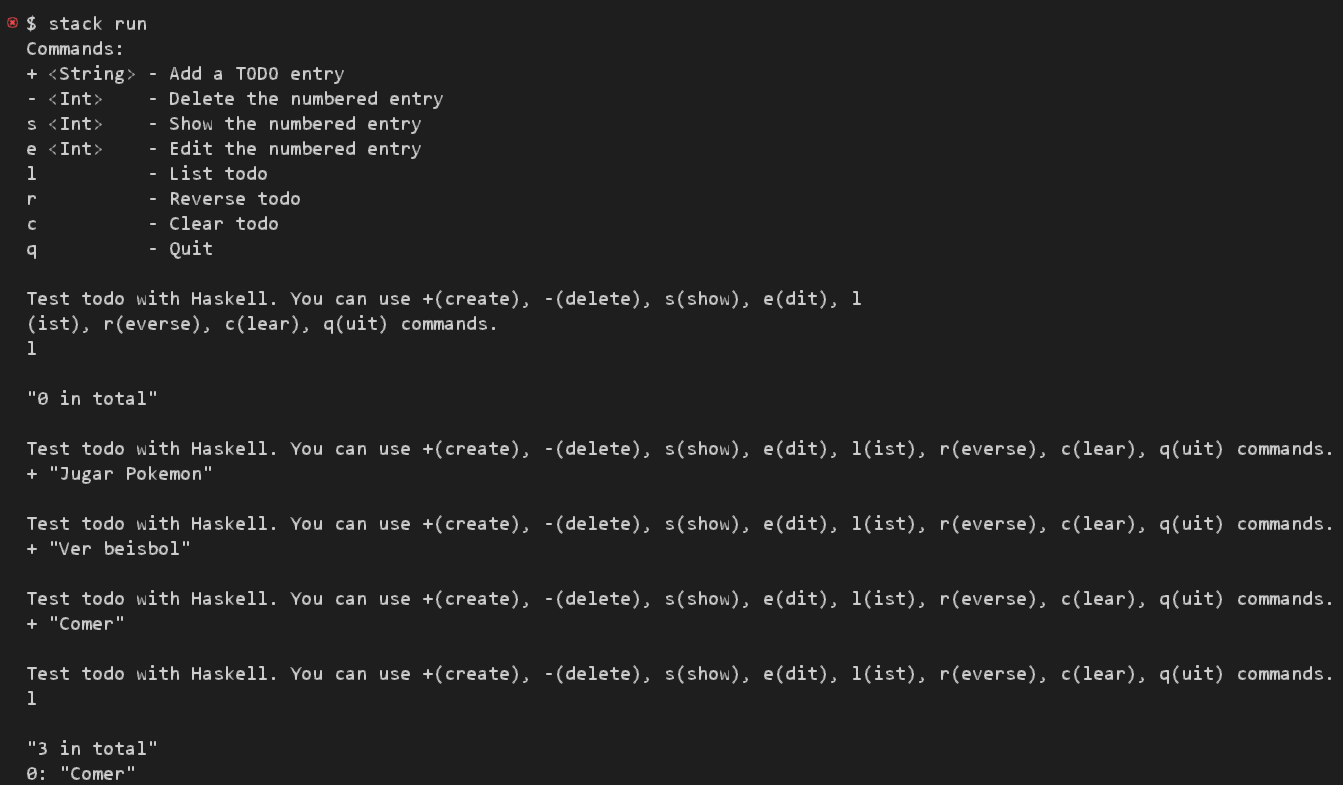 $ stack run
Commands:
+ <String> - Add a TODO entry
- <Int>    - Delete the numbered entry
s <Int>    - Show the numbered entry
e <Int>    - Edit the numbered entry
l          - List todo
r          - Reverse todo
c          - Clear todo
q          - Quit
Test todo with Haskell. You can use +(create), -(delete), s(show), e(dit), l
(ist), r(everse), c(lear), q(uit) commands.
l
"0 in total"
Test todo with Haskell. You can use +(create), -(delete), s(show), e(dit), l(ist), r(everse), c(lear), q(uit) commands.
+ "Jugar Pokemon"
Test todo with Haskell. You can use +(create), -(delete), s(show), e(dit), l(ist), r(everse), c(lear), q(uit) commands.
+ "Ver beisbol"
Test todo with Haskell. You can use +(create), -(delete), s(show), e(dit), l(ist), r(everse), c(lear), q(uit) commands.
+ "Comer"
Test todo with Haskell. You can use +(create), -(delete), s(show), e(dit), l(ist), r(everse), c(lear), q(uit) commands.
l
"3 in total"
0: "Comer"